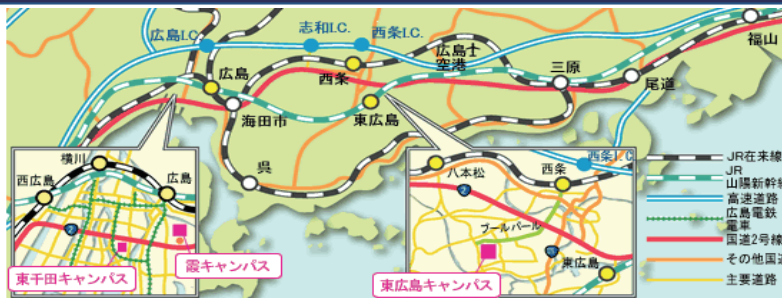 広島I.C.
志和I.C.
西条I.C.
広島
空港
福山
広島
西条
三原
尾道
海田市
東広島
呉
横川
西広島
広島
2
東千田キャンパス
霞キャンパス
八本松
西条
西条I.C
2
ブールバール
東広島
東広島キャンパス
JR在来線
JR
山陽新幹線
高速道路
広島電鉄
電車
国道2号線
その他国道
主要道路